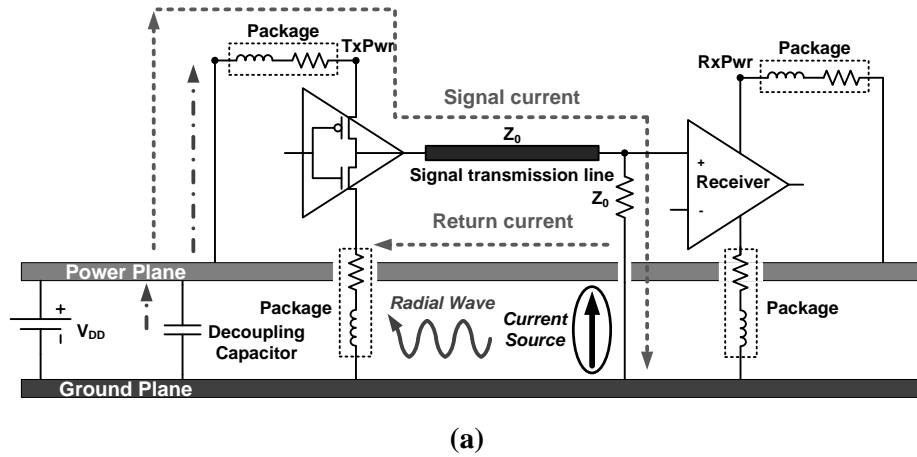 Package
TxPwr
Package
RxPwr
Signal current
Z0
Signal transmission line
+
-
Receiver
Z0
Return current
Power Plane
+
-
VDD
Decoupling
Capacitor
Package
Radial Wave
Current
Source
Package
Ground Plane
(a)